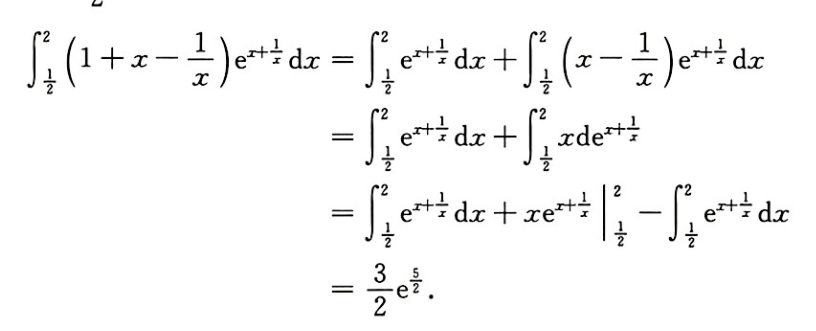 ∫_{1/2}^{2} (1 + x − 1/x) e^{x+1/x} dx = ∫_{1/2}^{2} e^{x+1/x} dx + ∫_{1/2}^{2} (x − 1/x) e^{x+1/x} dx
= ∫_{1/2}^{2} e^{x+1/x} dx + ∫_{1/2}^{2} x de^{x+1/x}
= ∫_{1/2}^{2} e^{x+1/x} dx + xe^{x+1/x} |_{1/2}^{2} − ∫_{1/2}^{2} e^{x+1/x} dx
= 3/2 e^{5/2}.